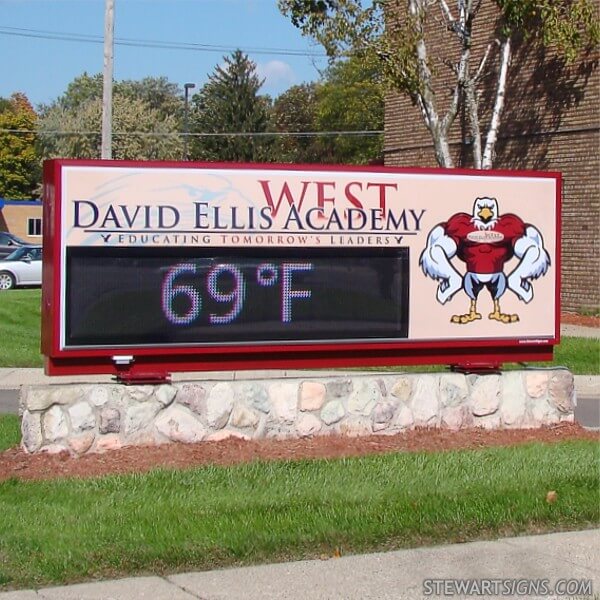 WEST
DAVID ELLIS ACADEMY
EDUCATING TOMORROW'S LEADERS
69°F
STEWARTSIGNS.COM